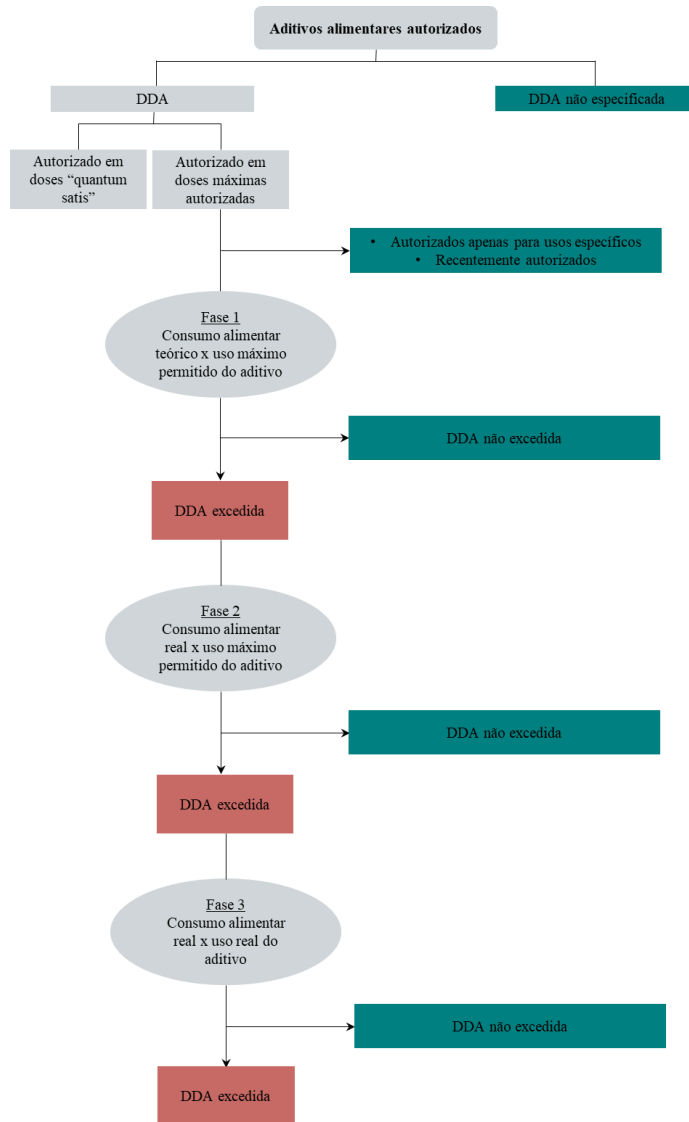 Aditivos alimentares autorizados
DDA
DDA não especificada
Autorizado em
doses “quantum
satis”
Autorizado em
doses máximas
autorizadas
• Autorizados apenas para usos específicos
• Recentemente autorizados
Fase 1
Consumo alimentar
teórico x uso máximo
permitido do aditivo
DDA não excedida
DDA excedida
Fase 2
Consumo alimentar
real x uso máximo
permitido do aditivo
DDA não excedida
DDA excedida
Fase 3
Consumo alimentar
real x uso real do
aditivo
DDA não excedida
DDA excedida